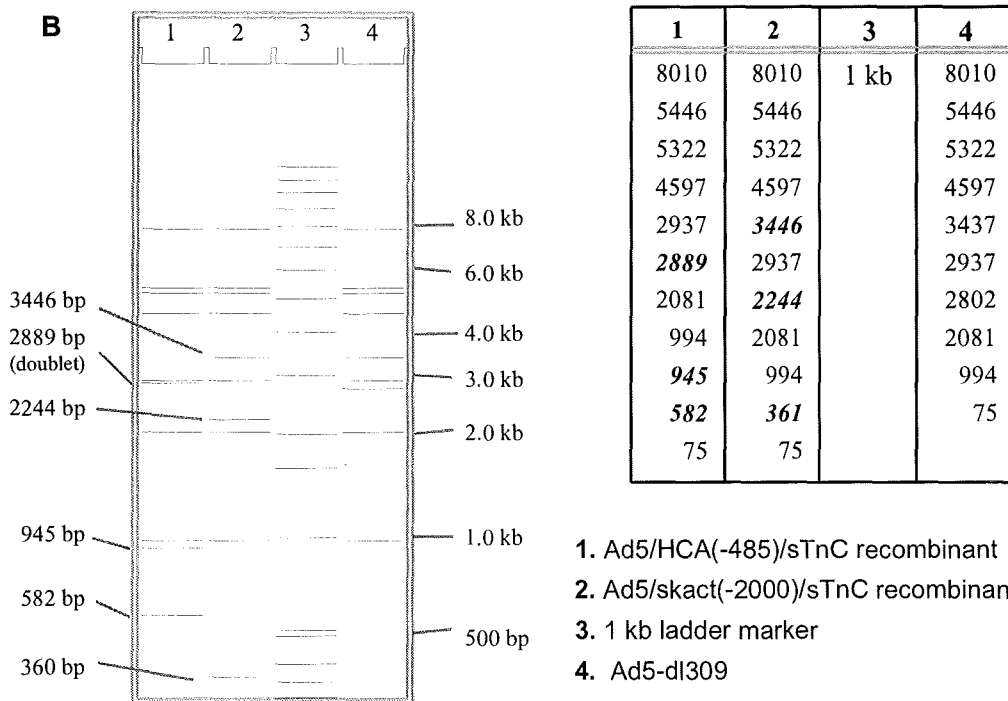 B
1 2 3 4
8.0 kb
6.0 kb
3446 bp
4.0 kb
2889 bp
(doublet)
3.0 kb
2244 bp
2.0 kb
945 bp
1.0 kb
582 bp
500 bp
360 bp
1 2 3 4
8010 8010 1 kb 8010
5446 5446 5446
5322 5322 5322
4597 4597 4597
2937 3446 3437
2889 2937 2937
2081 2244 2802
994 2081 2081
945 994 994
582 361 75
75 75
1. Ad5/HCA(-485)/sTnC recombinant
2. Ad5/skact(-2000)/sTnC recombinan
3. 1 kb ladder marker
4. Ad5-dl309